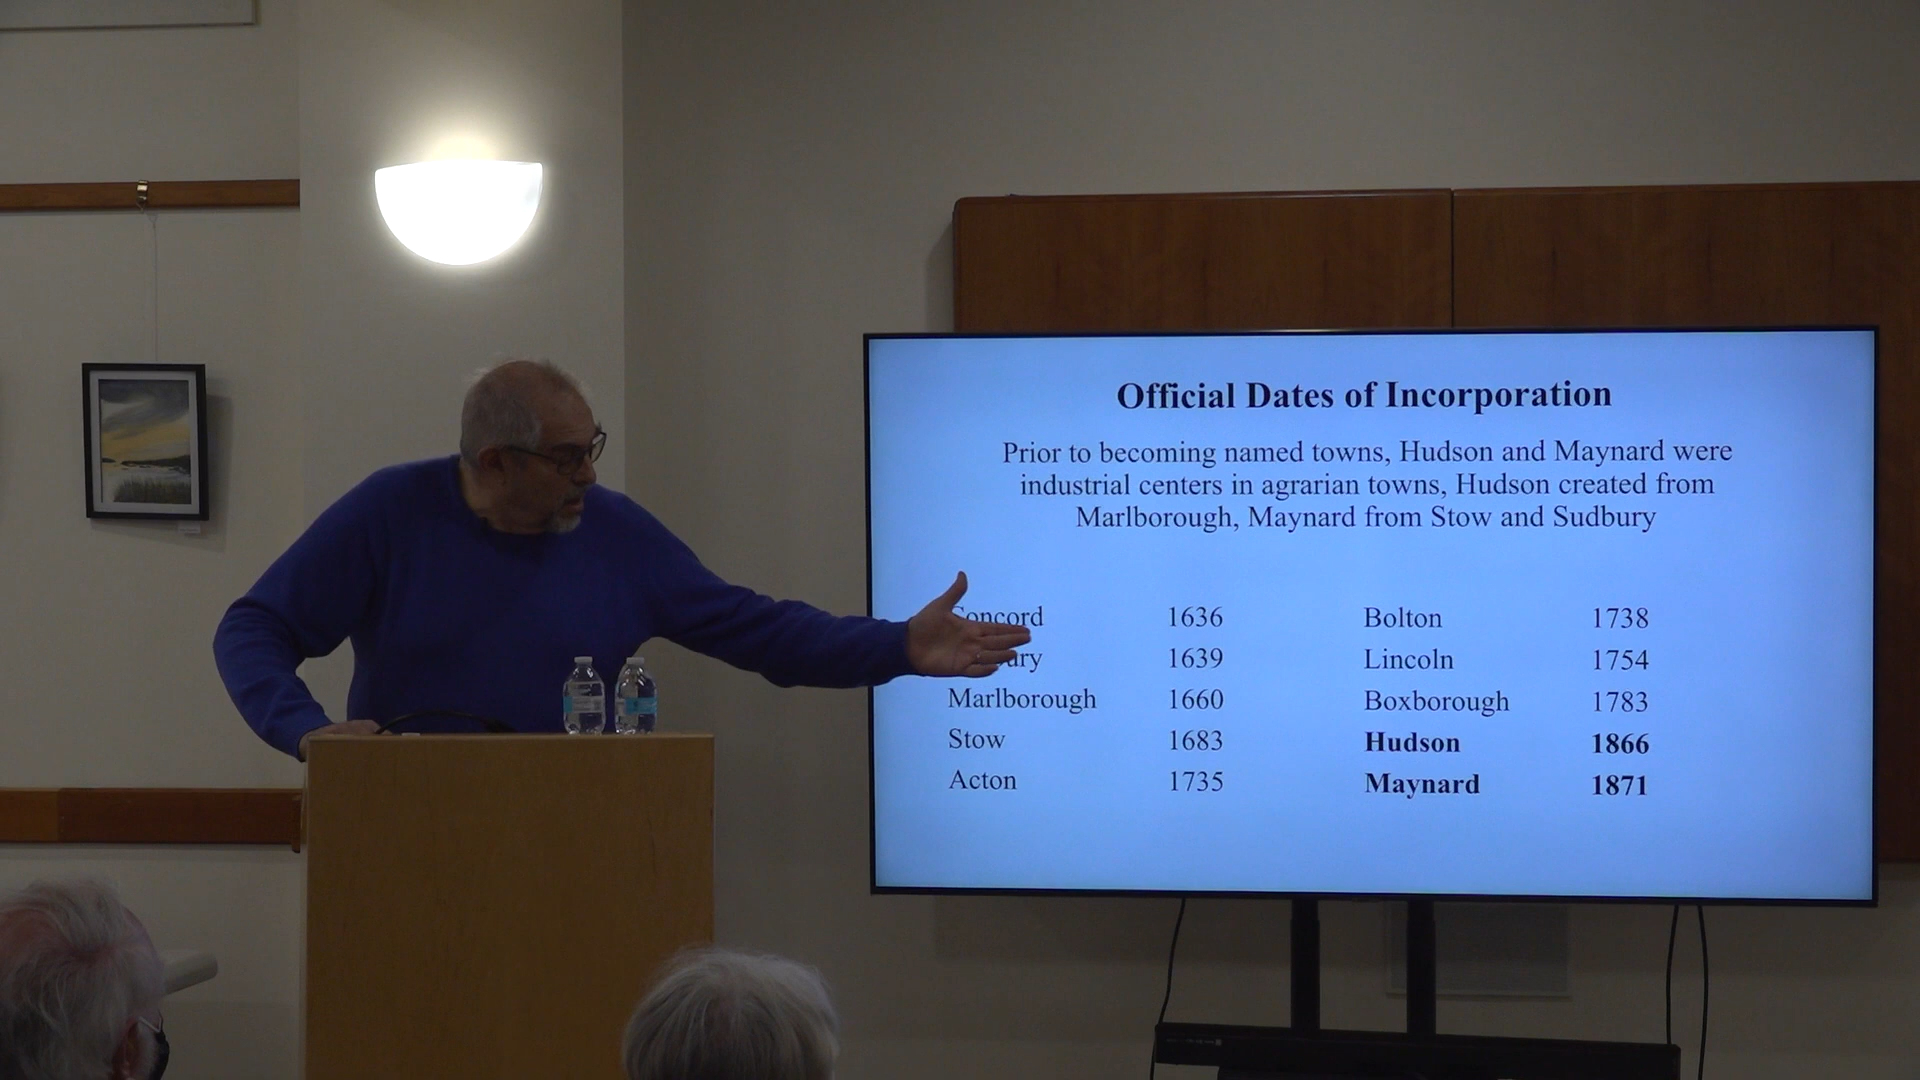 Official Dates of Incorporation
Prior to becoming named towns, Hudson and Maynard were
industrial centers in agrarian towns, Hudson created from
Marlborough, Maynard from Stow and Sudbury
Concord 1636 Bolton 1738
1639 Lincoln 1754
Marlborough 1660 Boxborough 1783
Stow 1683 Hudson 1866
Acton 1735 Maynard 1871